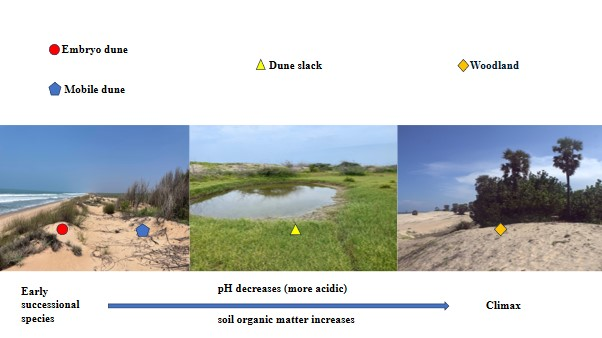 Embryo dune
Mobile dune
Dune slack
Woodland
pH decreases (more acidic)
Early
successional
species
soil organic matter increases
Climax